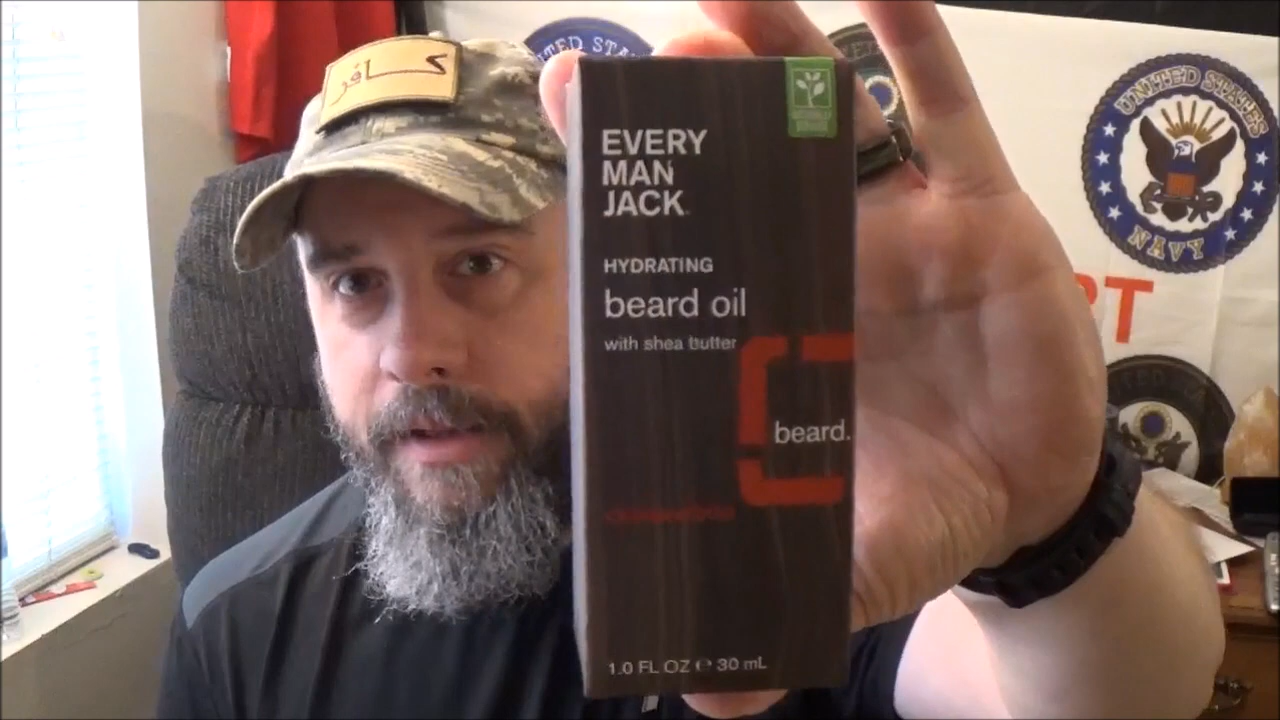 كافر
EVERY
MAN
JACK.
HYDRATING
beard oil
with shea butter
beard.
1.0 FL OZ ℮ 30 mL
UNITED STATES
NAVY